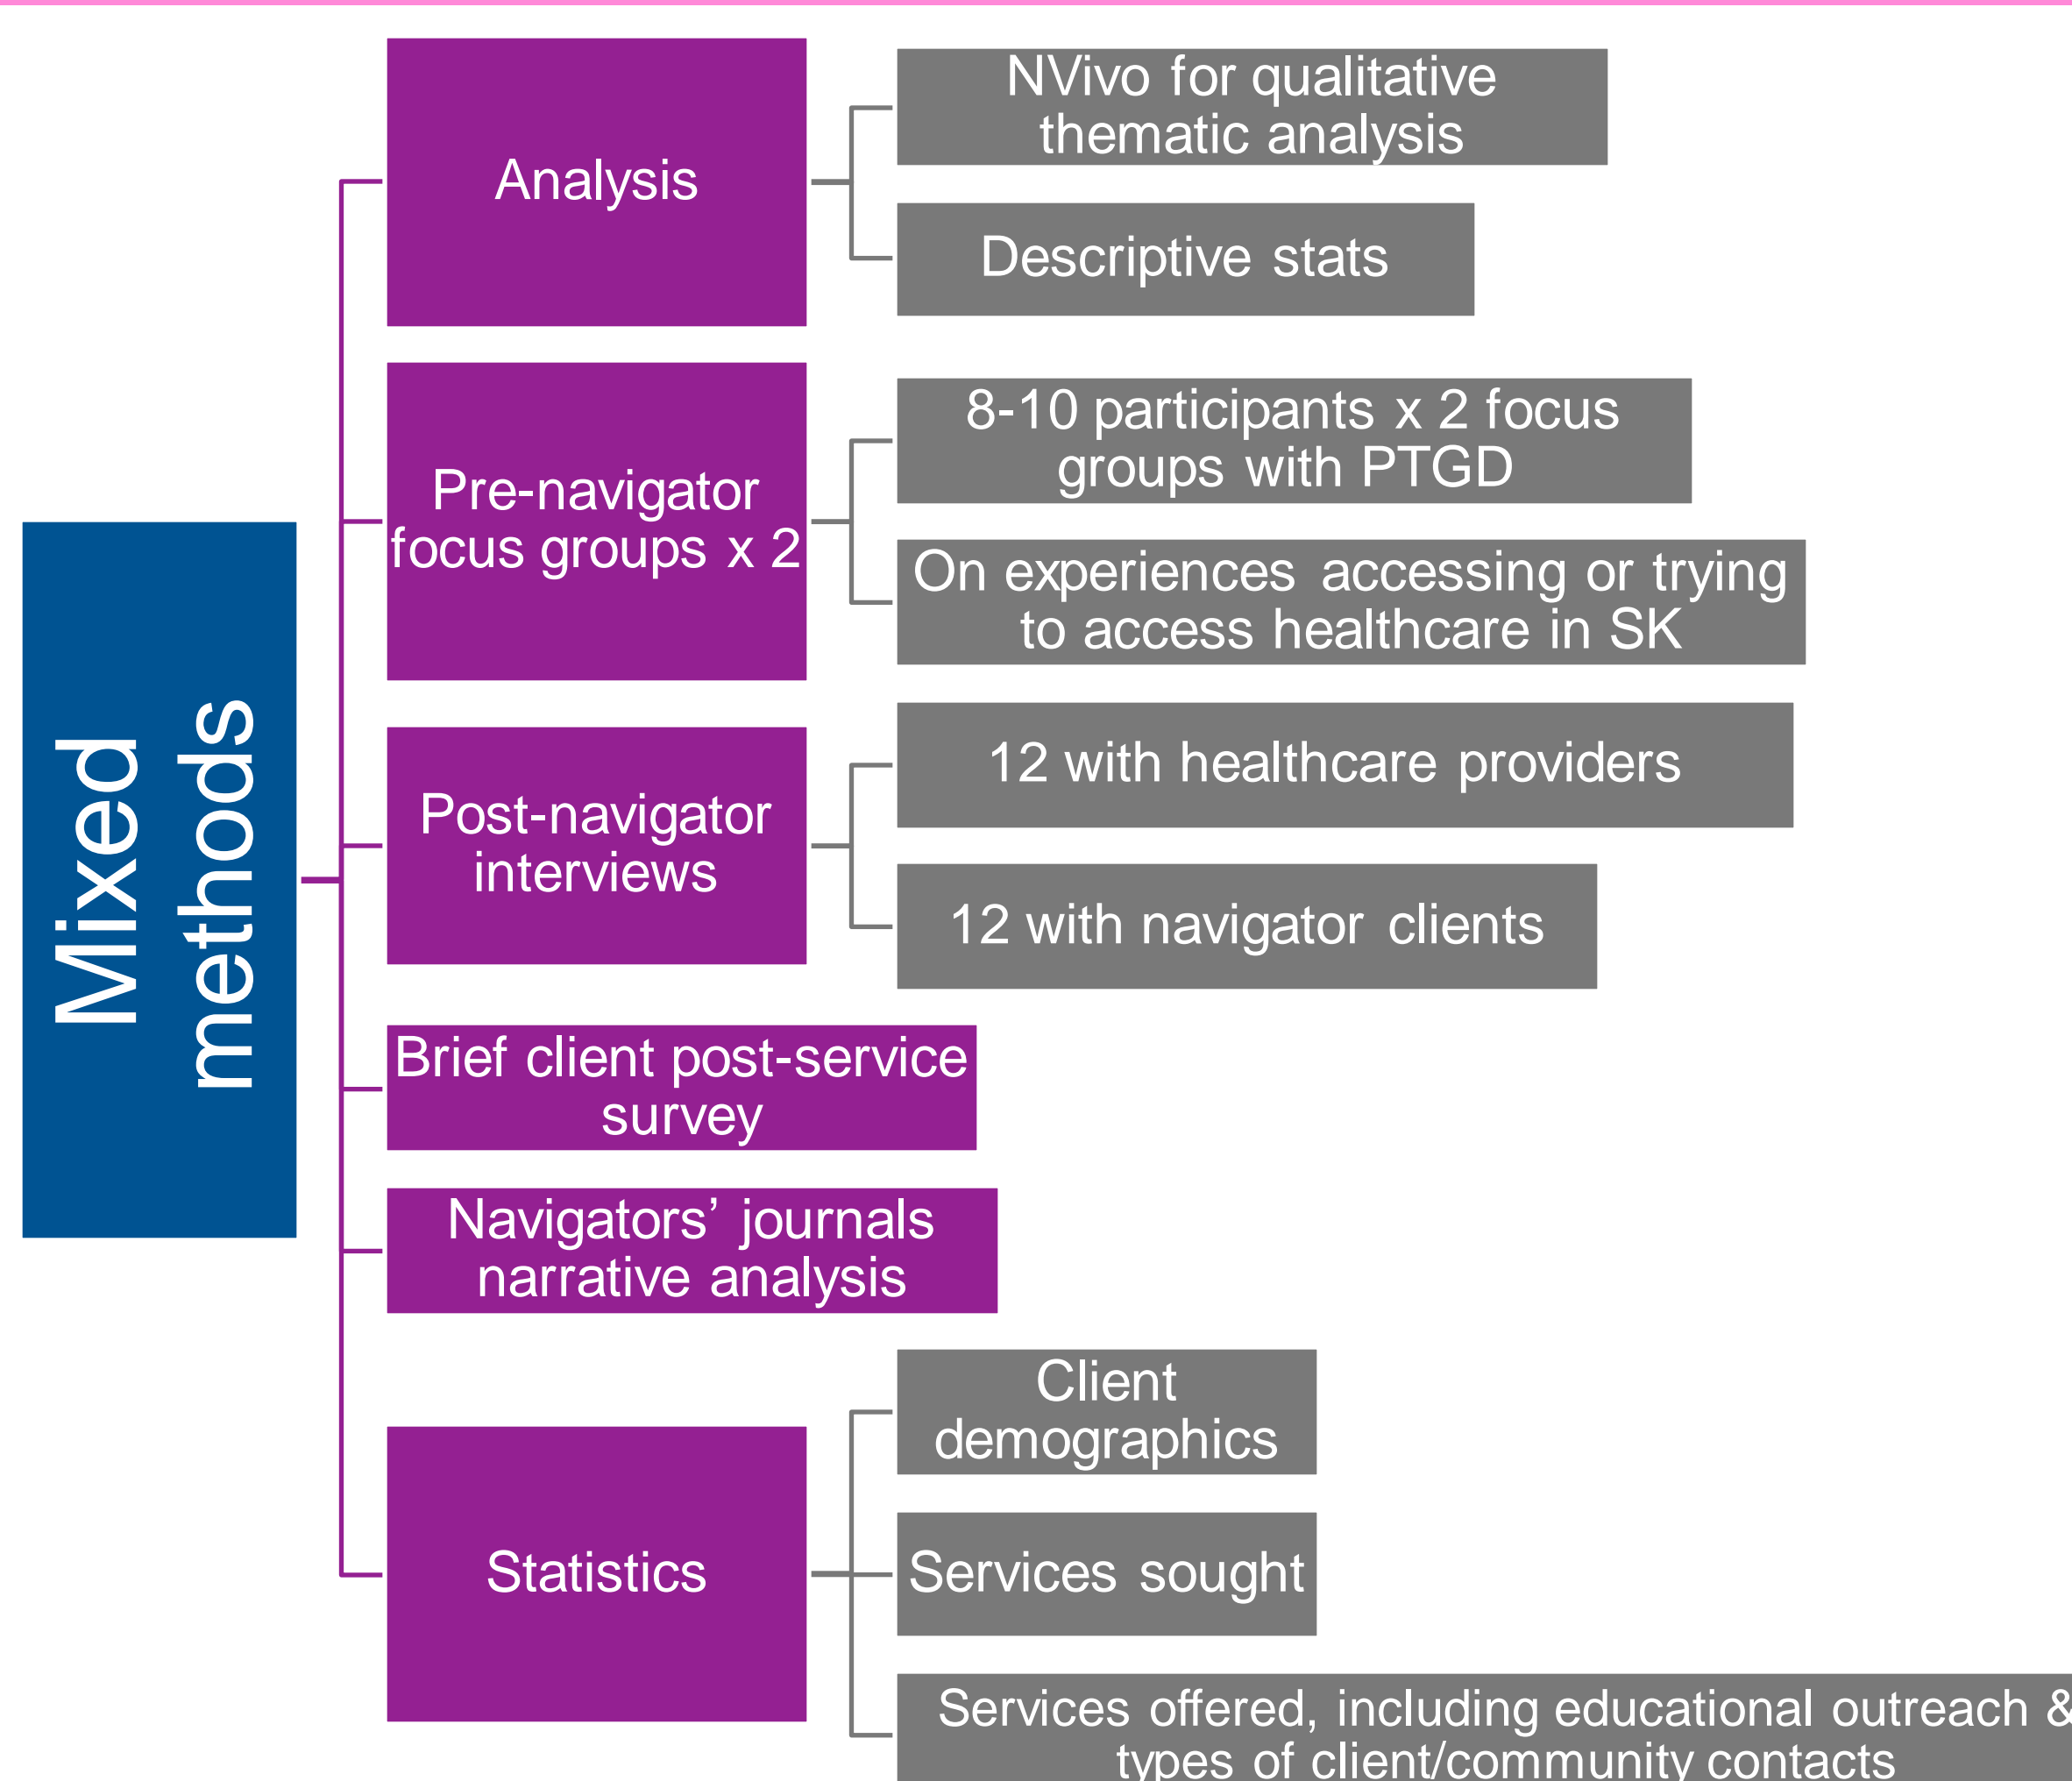 Mixed
methods
Analysis
NVivo for qualitative
thematic analysis
Descriptive stats
Pre-navigator
focus groups x 2
8-10 participants x 2 focus
groups with PTGD
On experiences accessing or trying
to access healthcare in SK
Post-navigator
interviews
12 with healthcare providers
12 with navigator clients
Brief client post-service
survey
Navigators’ journals
narrative analysis
Statistics
Client
demographics
Services sought
Services offered, including educational outreach &
types of client/community contacts